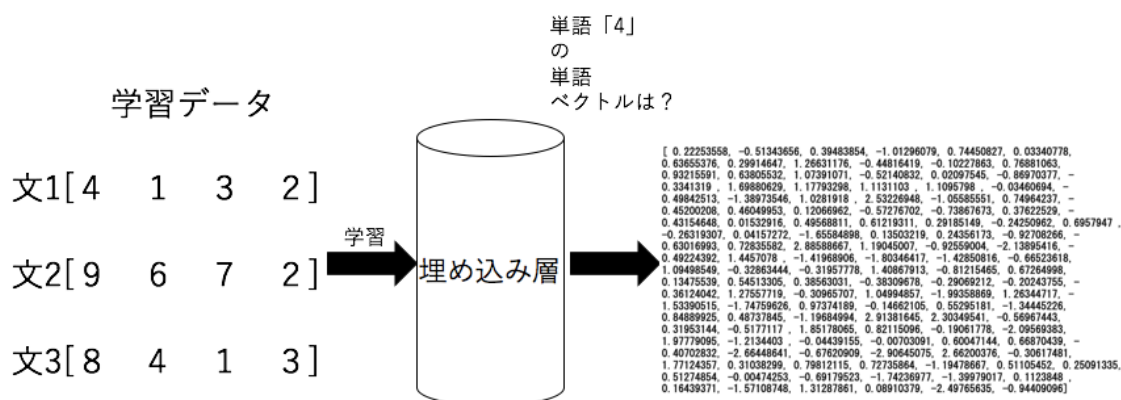 単語「4」
の
単語
ベクトルは？
学習データ
文1[ 4 1 3 2 ]
文2[ 9 6 7 2 ]
文3[ 8 4 1 3 ]
学習
埋め込み層
[ 0.22253558, -0.51343656, 0.39483854, -1.01296079, 0.74450827, 0.03340778,
0.63655376, 0.29914647, 1.26631176, -0.44816419, -0.10227863, 0.76881063,
0.93215591, 0.63805532, 1.07391071, -0.52140832, 0.02097545, -0.86970377, -
0.3341319 , 1.69880629, 1.17793298, 1.1131103 , 1.1095798 , -0.03460694, -
0.49842513, -1.38973546, 1.0281918 , 2.53226948, -1.05585551, 0.74964237, -
0.45200208, 0.46049953, 0.12066962, -0.57276702, -0.73867673, 0.37622529, -
0.43154648, 0.01532916, 0.49568811, 0.61219311, 0.29185149, -0.24250962, 0.6957947 ,
-0.26319307, 0.04157272, -1.65584898, 0.13503219, 0.24356173, -0.92708266, -
0.63016993, 0.72835582, 2.88588667, 1.19045007, -0.92559004, -2.13895416, -
0.49224392, 1.4457078 , -1.41968906, -1.80346417, -1.42850816, -0.66523618,
1.09498549, -0.32863444, -0.31957778, 1.40867913, -0.81215465, 0.67264998,
0.13475539, 0.54513305, 0.38563031, -0.38309678, -0.29069212, -0.20243755, -
0.36124042, 1.27557719, -0.30965707, 1.04994857, -1.99358869, 1.26344717, -
1.53390515, -1.74759626, 0.97374189, -0.14662105, 0.55295181, -1.34445226,
0.84889925, 0.48737845, -1.19684994, 2.91381645, 2.30349541, -0.56967443,
0.31953144, -0.5177117 , 1.85178065, 0.82115096, -0.19061778, -2.09569383,
1.97779095, -1.2134403 , -0.04439155, -0.00703091, 0.60047144, 0.66870439, -
0.40702832, -2.66448641, -0.67620909, -2.90645075, 2.66200376, -0.30617481,
1.77124357, 0.31038299, 0.79812115, 0.72735864, -1.19478667, 0.51105452, 0.25091335,
0.51274854, -0.00474253, -0.69179523, -1.74236977, -1.39979017, 0.1123848 ,
0.16439371, -1.57108748, 1.31287861, 0.08910379, -2.49765635, -0.94409096]